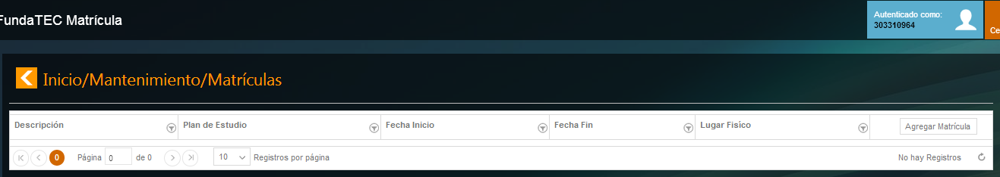 FundaTEC Matrícula
Autenticado como:
303310964
Ce
Inicio/Mantenimiento/Matrículas
Descripción Plan de Estudio Fecha Inicio Fecha Fin Lugar Fisíco Agregar Matrícula
0 Página 0 de 0 10 Registros por página No hay Registros